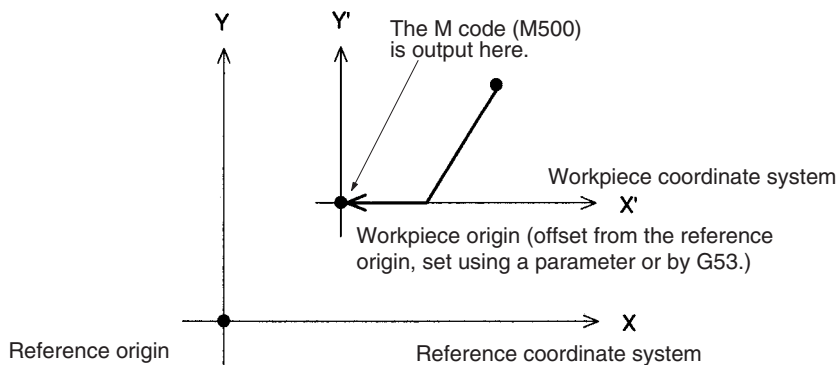 Y
Y'
The M code (M500)
is output here.
Workpiece coordinate system
X'
Workpiece origin (offset from the reference
origin, set using a parameter or by G53.)
X
Reference origin
Reference coordinate system